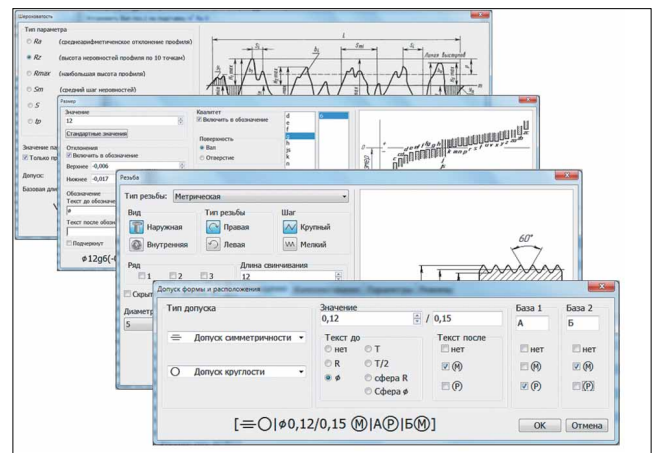 Шероховатость
Тип параметра
Ra (среднеарифметическое отклонение профиля)
Rz (высота неровностей профиля по 10 точкам)
Rmax (наибольшая высота профиля)
Sm (средний шаг неровностей)
S
tp
Значение па
Только пр
Допуск:
Базовая дли
L
Линия выступов
m
Размер
Значение
12
Стандартные значения
Отклонения
Включить в обозначение
Верхнее -0,006
Нижнее -0,017
Обозначение
Текст до обознач
ø
Текст после обозн
Подчеркнут
ø12g6(-
Квалитет
Включить в обозначение
Поверхность
Вал
Отверстие
d
e
f
g
h
js
k
n
Резьба
Тип резьбы: Метрическая
Вид
Наружная
Внутренняя
Тип резьбы
Правая
Левая
Шаг
Крупный
Мелкий
Ряд
1 2 3
Длина свинчивания
12
Скрыт
Диаметр
5
60°
Допуск формы и расположения
Тип допуска
Допуск симметричности
Допуск круглости
Значение
0,12 / 0,15
Текст до
нет T
R T/2
ø сфера R
Сфера ø
Текст после
нет
M
P
База 1
А
нет
M
P
База 2
Б
нет
M
P
[⌯○|ø0,12/0,15 Ⓜ|АⓅ|БⓂ]
OK Отмена